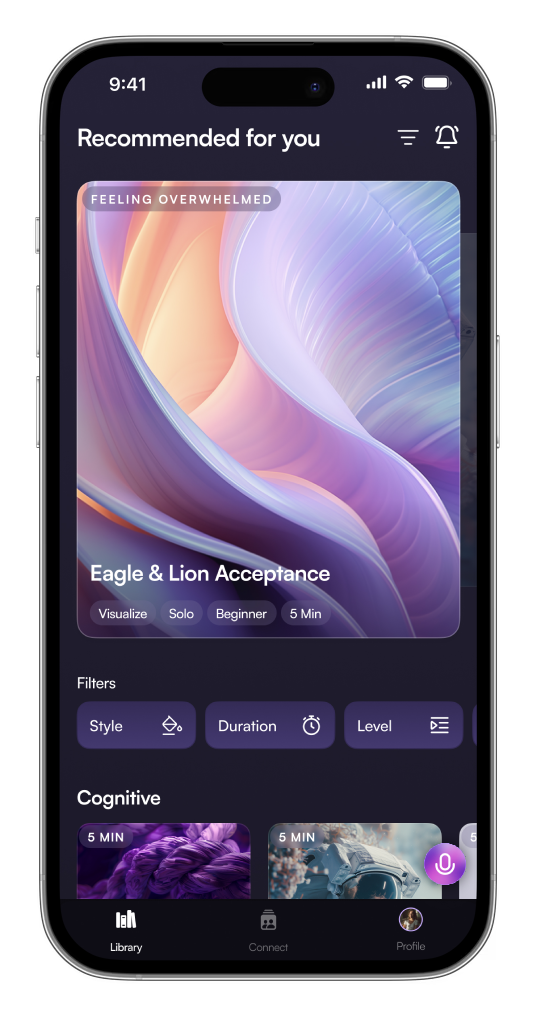 9:41
Recommended for you
FEELING OVERWHELMED
Eagle & Lion Acceptance
Visualize Solo Beginner 5 Min
Filters
Style Duration Level
Cognitive
5 MIN 5 MIN 5
Library Connect Profile